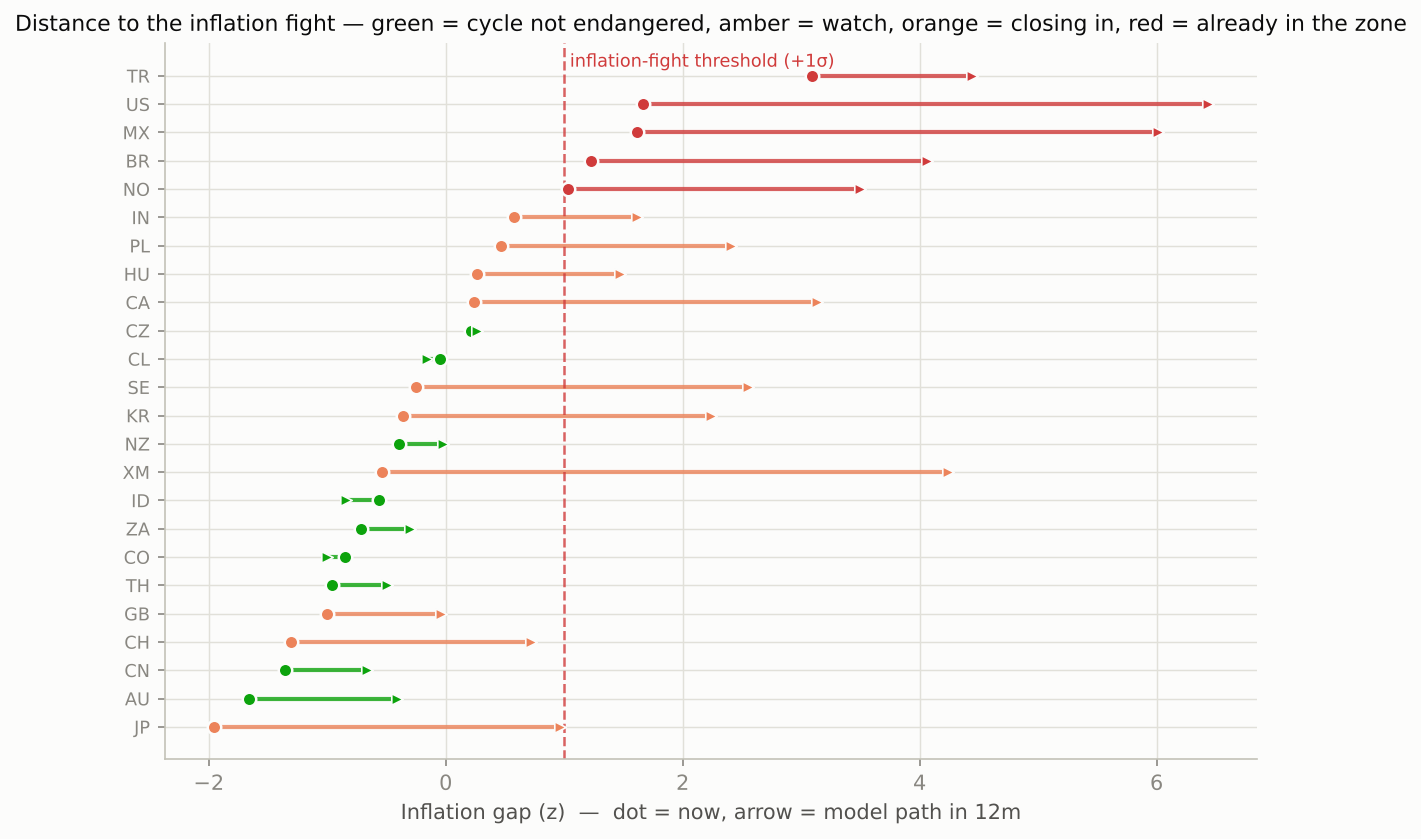 Distance to the inflation fight — green = cycle not endangered, amber = watch, orange = closing in, red = already in the zone
inflation-fight threshold (+1σ)
TR
US
MX
BR
NO
IN
PL
HU
CA
CZ
CL
SE
KR
NZ
XM
ID
ZA
CO
TH
GB
CH
CN
AU
JP
−2 0 2 4 6
Inflation gap (z) — dot = now, arrow = model path in 12m